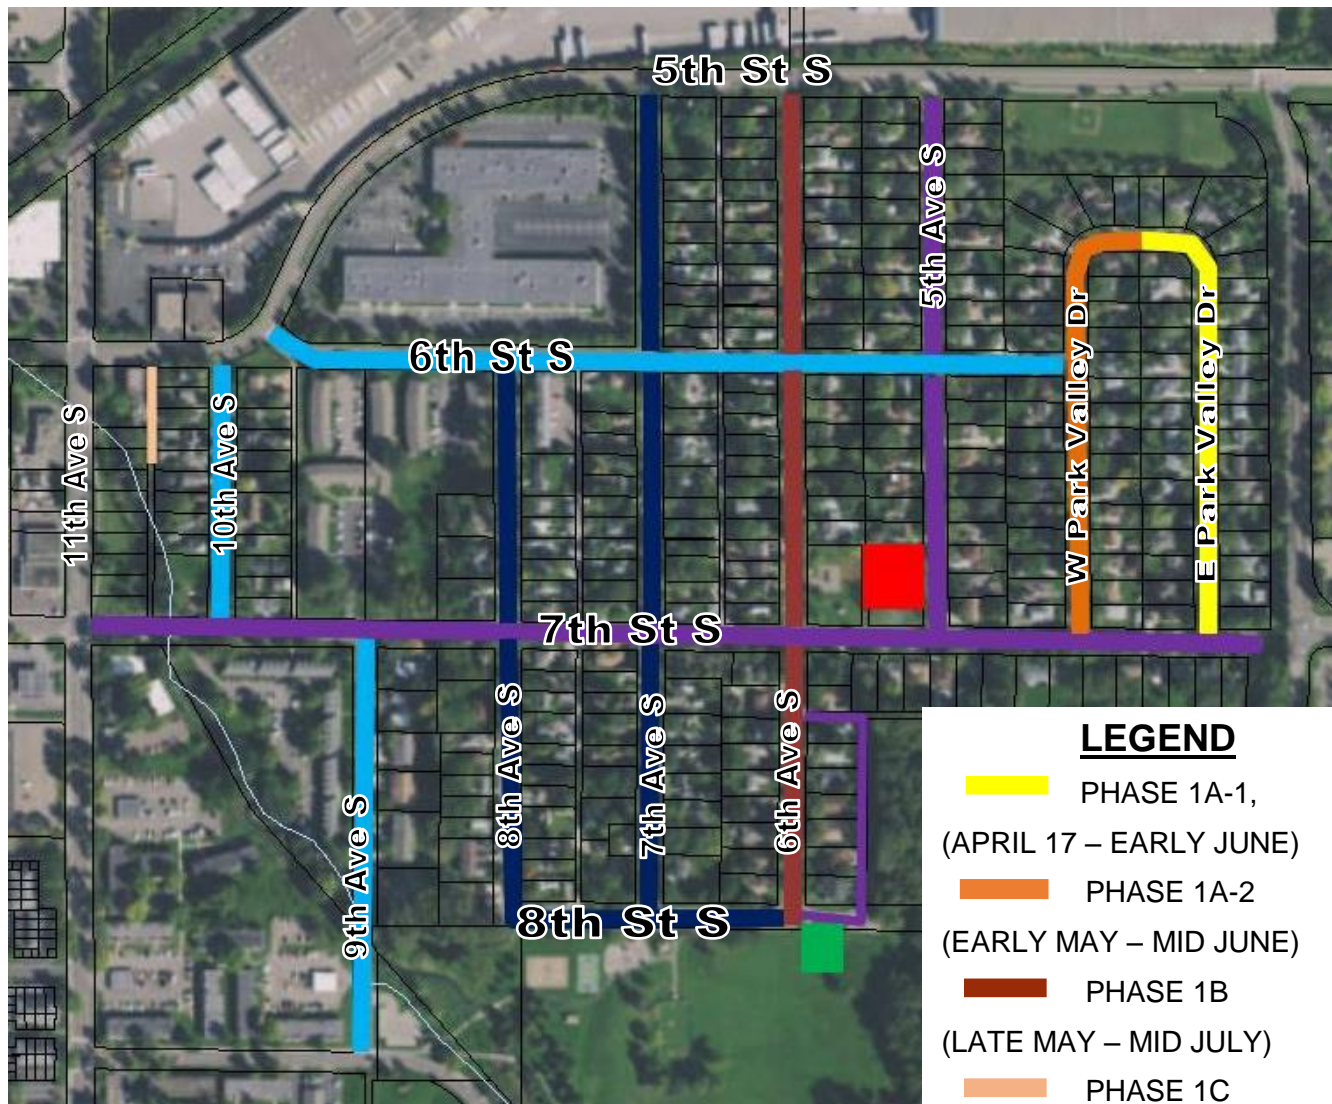 5th St S
5th Ave S
6th St S
W Park Valley Dr
E Park Valley Dr
11th Ave S
10th Ave S
7th St S
8th Ave S
7th Ave S
6th Ave S
9th Ave S
8th St S
LEGEND
PHASE 1A-1,
(APRIL 17 – EARLY JUNE)
PHASE 1A-2
(EARLY MAY – MID JUNE)
PHASE 1B
(LATE MAY – MID JULY)
PHASE 1C